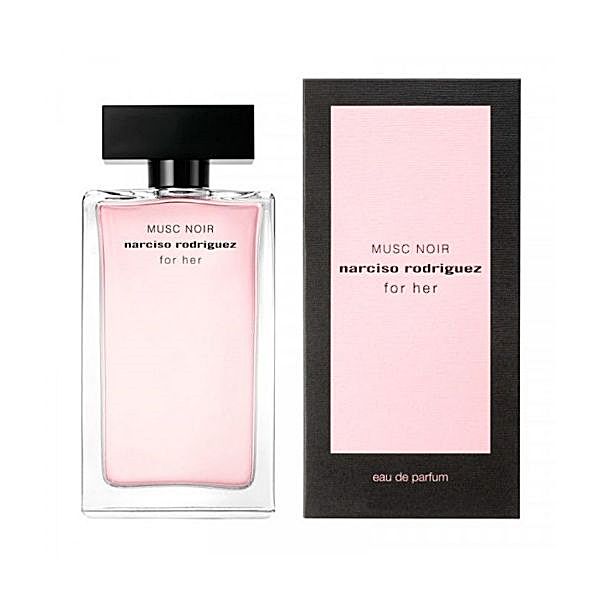 MUSC NOIR
narciso rodriguez
for her
MUSC NOIR
narciso rodriguez
for her
eau de parfum